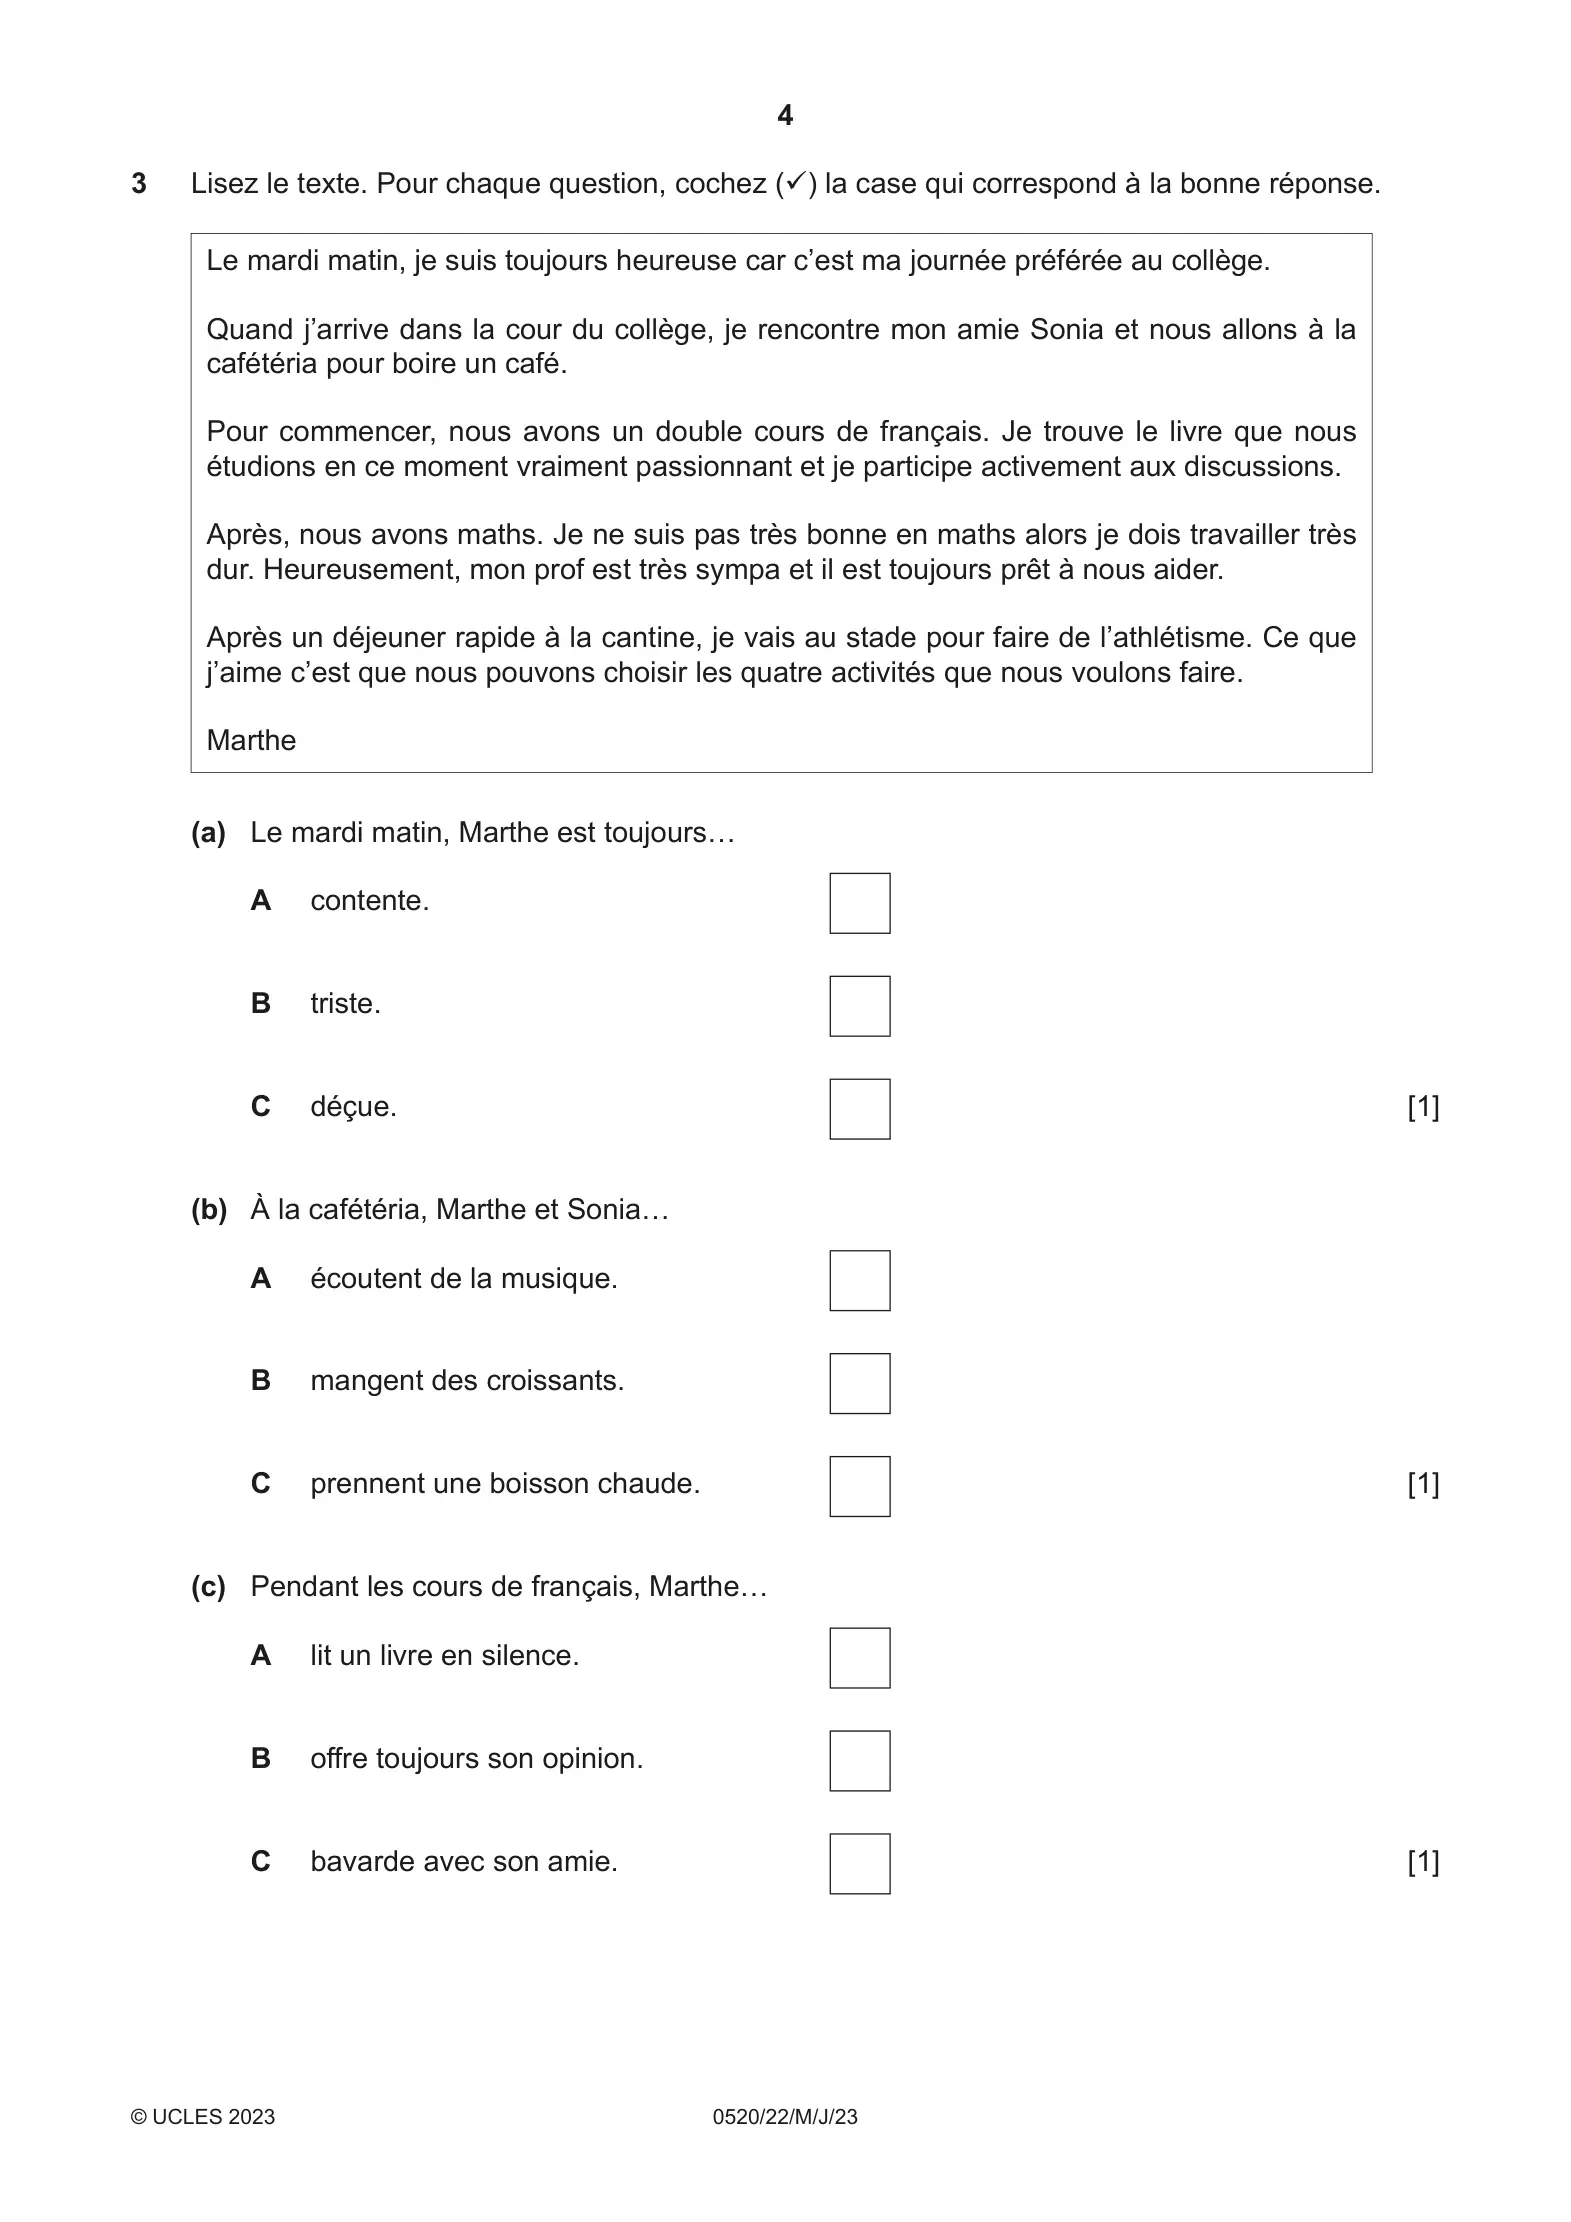 4
3 Lisez le texte. Pour chaque question, cochez (✓) la case qui correspond à la bonne réponse.
Le mardi matin, je suis toujours heureuse car c’est ma journée préférée au collège.
Quand j’arrive dans la cour du collège, je rencontre mon amie Sonia et nous allons à la
cafétéria pour boire un café.
Pour commencer, nous avons un double cours de français. Je trouve le livre que nous
étudions en ce moment vraiment passionnant et je participe activement aux discussions.
Après, nous avons maths. Je ne suis pas très bonne en maths alors je dois travailler très
dur. Heureusement, mon prof est très sympa et il est toujours prêt à nous aider.
Après un déjeuner rapide à la cantine, je vais au stade pour faire de l’athlétisme. Ce que
j’aime c’est que nous pouvons choisir les quatre activités que nous voulons faire.
Marthe
(a) Le mardi matin, Marthe est toujours…
A contente.
B triste.
C déçue. [1]
(b) À la cafétéria, Marthe et Sonia…
A écoutent de la musique.
B mangent des croissants.
C prennent une boisson chaude. [1]
(c) Pendant les cours de français, Marthe…
A lit un livre en silence.
B offre toujours son opinion.
C bavarde avec son amie. [1]
© UCLES 2023 0520/22/M/J/23